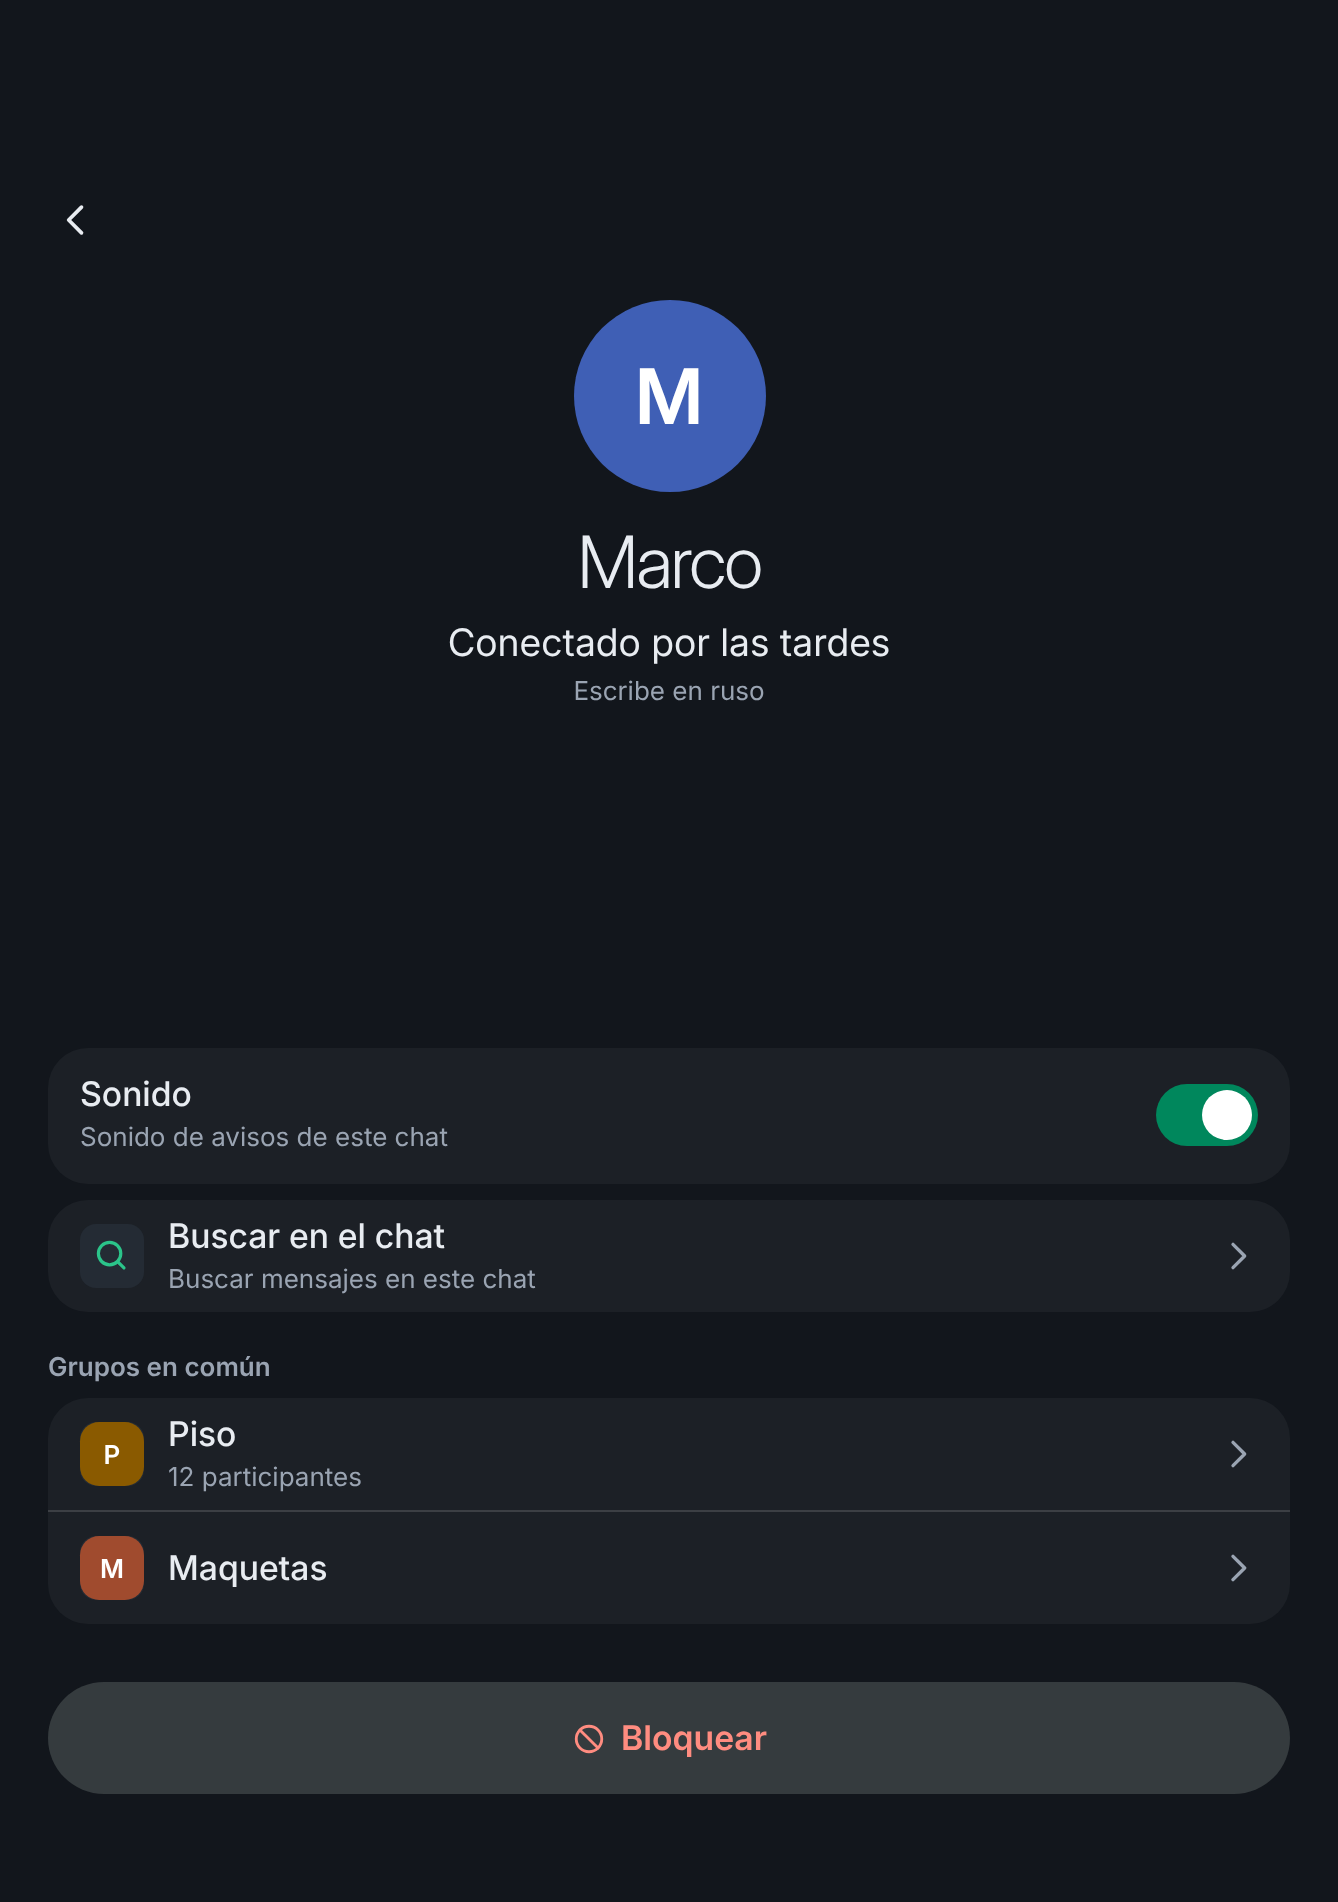 M
Marco
Conectado por las tardes
Escribe en ruso
Sonido
Sonido de avisos de este chat
Buscar en el chat
Buscar mensajes en este chat
Grupos en común
P
Piso
12 participantes
M
Maquetas
Bloquear